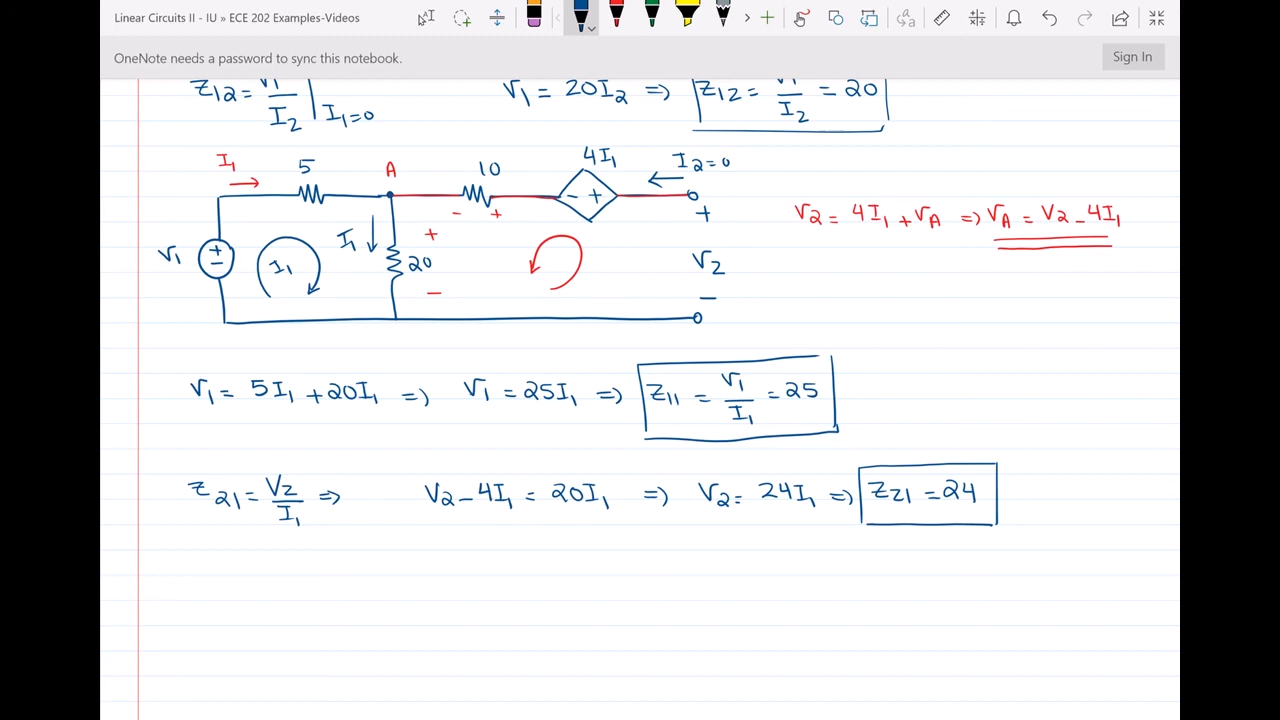 Linear Circuits II - IU » ECE 202 Examples-Videos
OneNote needs a password to sync this notebook. Sign In
Z12 = V1/I2 | I1=0 V1 = 20I2 => Z12 = V1/I2 = 20
I1 5 A 10 4I1 I2=0
- +
V2 = 4I1 + VA => VA = V2 - 4I1
- + +
V1 + - I1 I1 + 20 - V2
-
V1 = 5I1 + 20I1 => V1 = 25I1 => Z11 = V1/I1 = 25
Z21 = V2/I1 => V2 - 4I1 = 20I1 => V2 = 24I1 => Z21 = 24